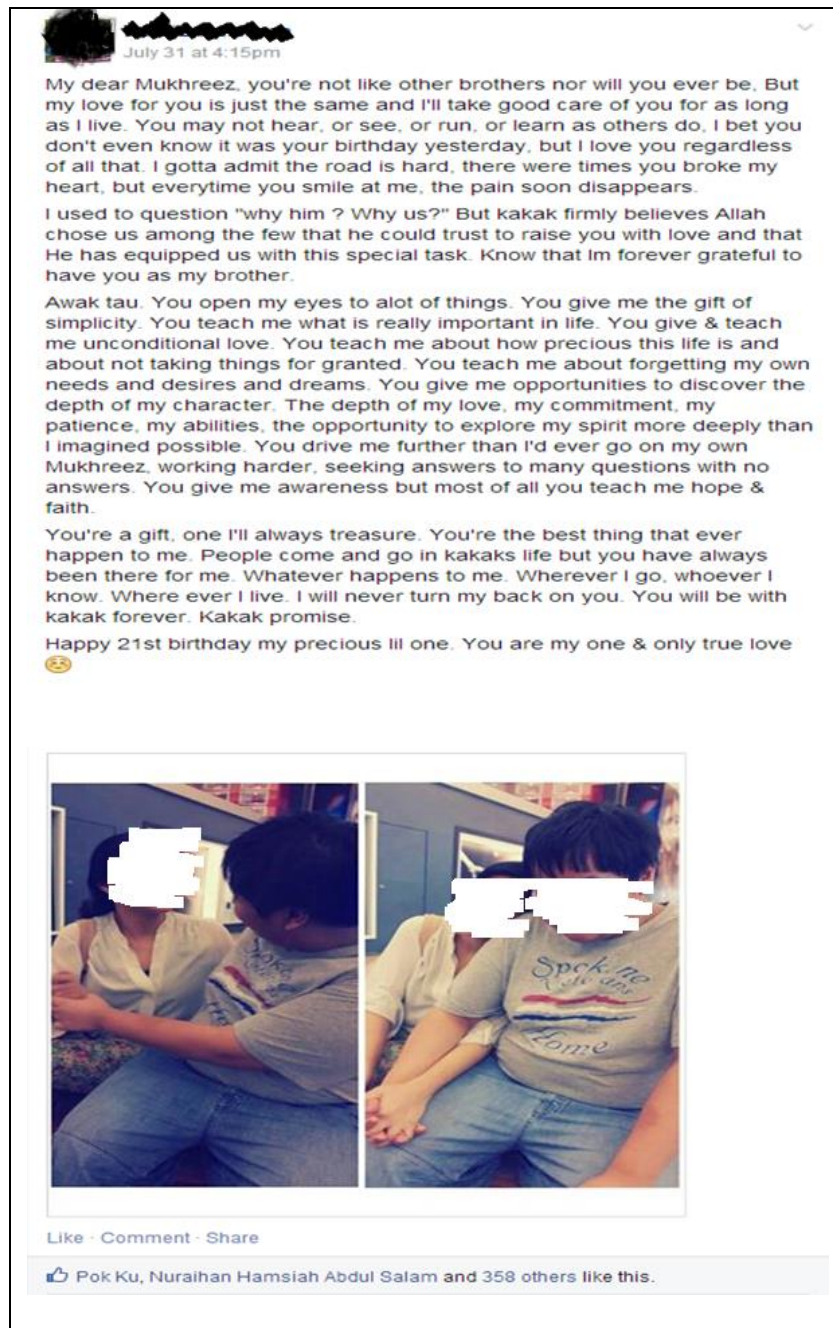 July 31 at 4:15pm
My dear Mukhreez, you're not like other brothers nor will you ever be, But
my love for you is just the same and I'll take good care of you for as long
as I live. You may not hear, or see, or run, or learn as others do, I bet you
don't even know it was your birthday yesterday, but I love you regardless
of all that. I gotta admit the road is hard, there were times you broke my
heart, but everytime you smile at me, the pain soon disappears.
I used to question "why him ? Why us?" But kakak firmly believes Allah
chose us among the few that he could trust to raise you with love and that
He has equipped us with this special task. Know that Im forever grateful to
have you as my brother.
Awak tau. You open my eyes to alot of things. You give me the gift of
simplicity. You teach me what is really important in life. You give & teach
me unconditional love. You teach me about how precious this life is and
about not taking things for granted. You teach me about forgetting my own
needs and desires and dreams. You give me opportunities to discover the
depth of my character. The depth of my love, my commitment, my
patience, my abilities, the opportunity to explore my spirit more deeply than
I imagined possible. You drive me further than I'd ever go on my own
Mukhreez, working harder, seeking answers to many questions with no
answers. You give me awareness but most of all you teach me hope &
faith.
You're a gift, one I'll always treasure. You're the best thing that ever
happen to me. People come and go in kakaks life but you have always
been there for me. Whatever happens to me. Wherever I go, whoever I
know. Where ever I live. I will never turn my back on you. You will be with
kakak forever. Kakak promise.
Happy 21st birthday my precious lil one. You are my one & only true love
Home
Like · Comment · Share
Pok Ku, Nuraihan Hamsiah Abdul Salam and 358 others like this.